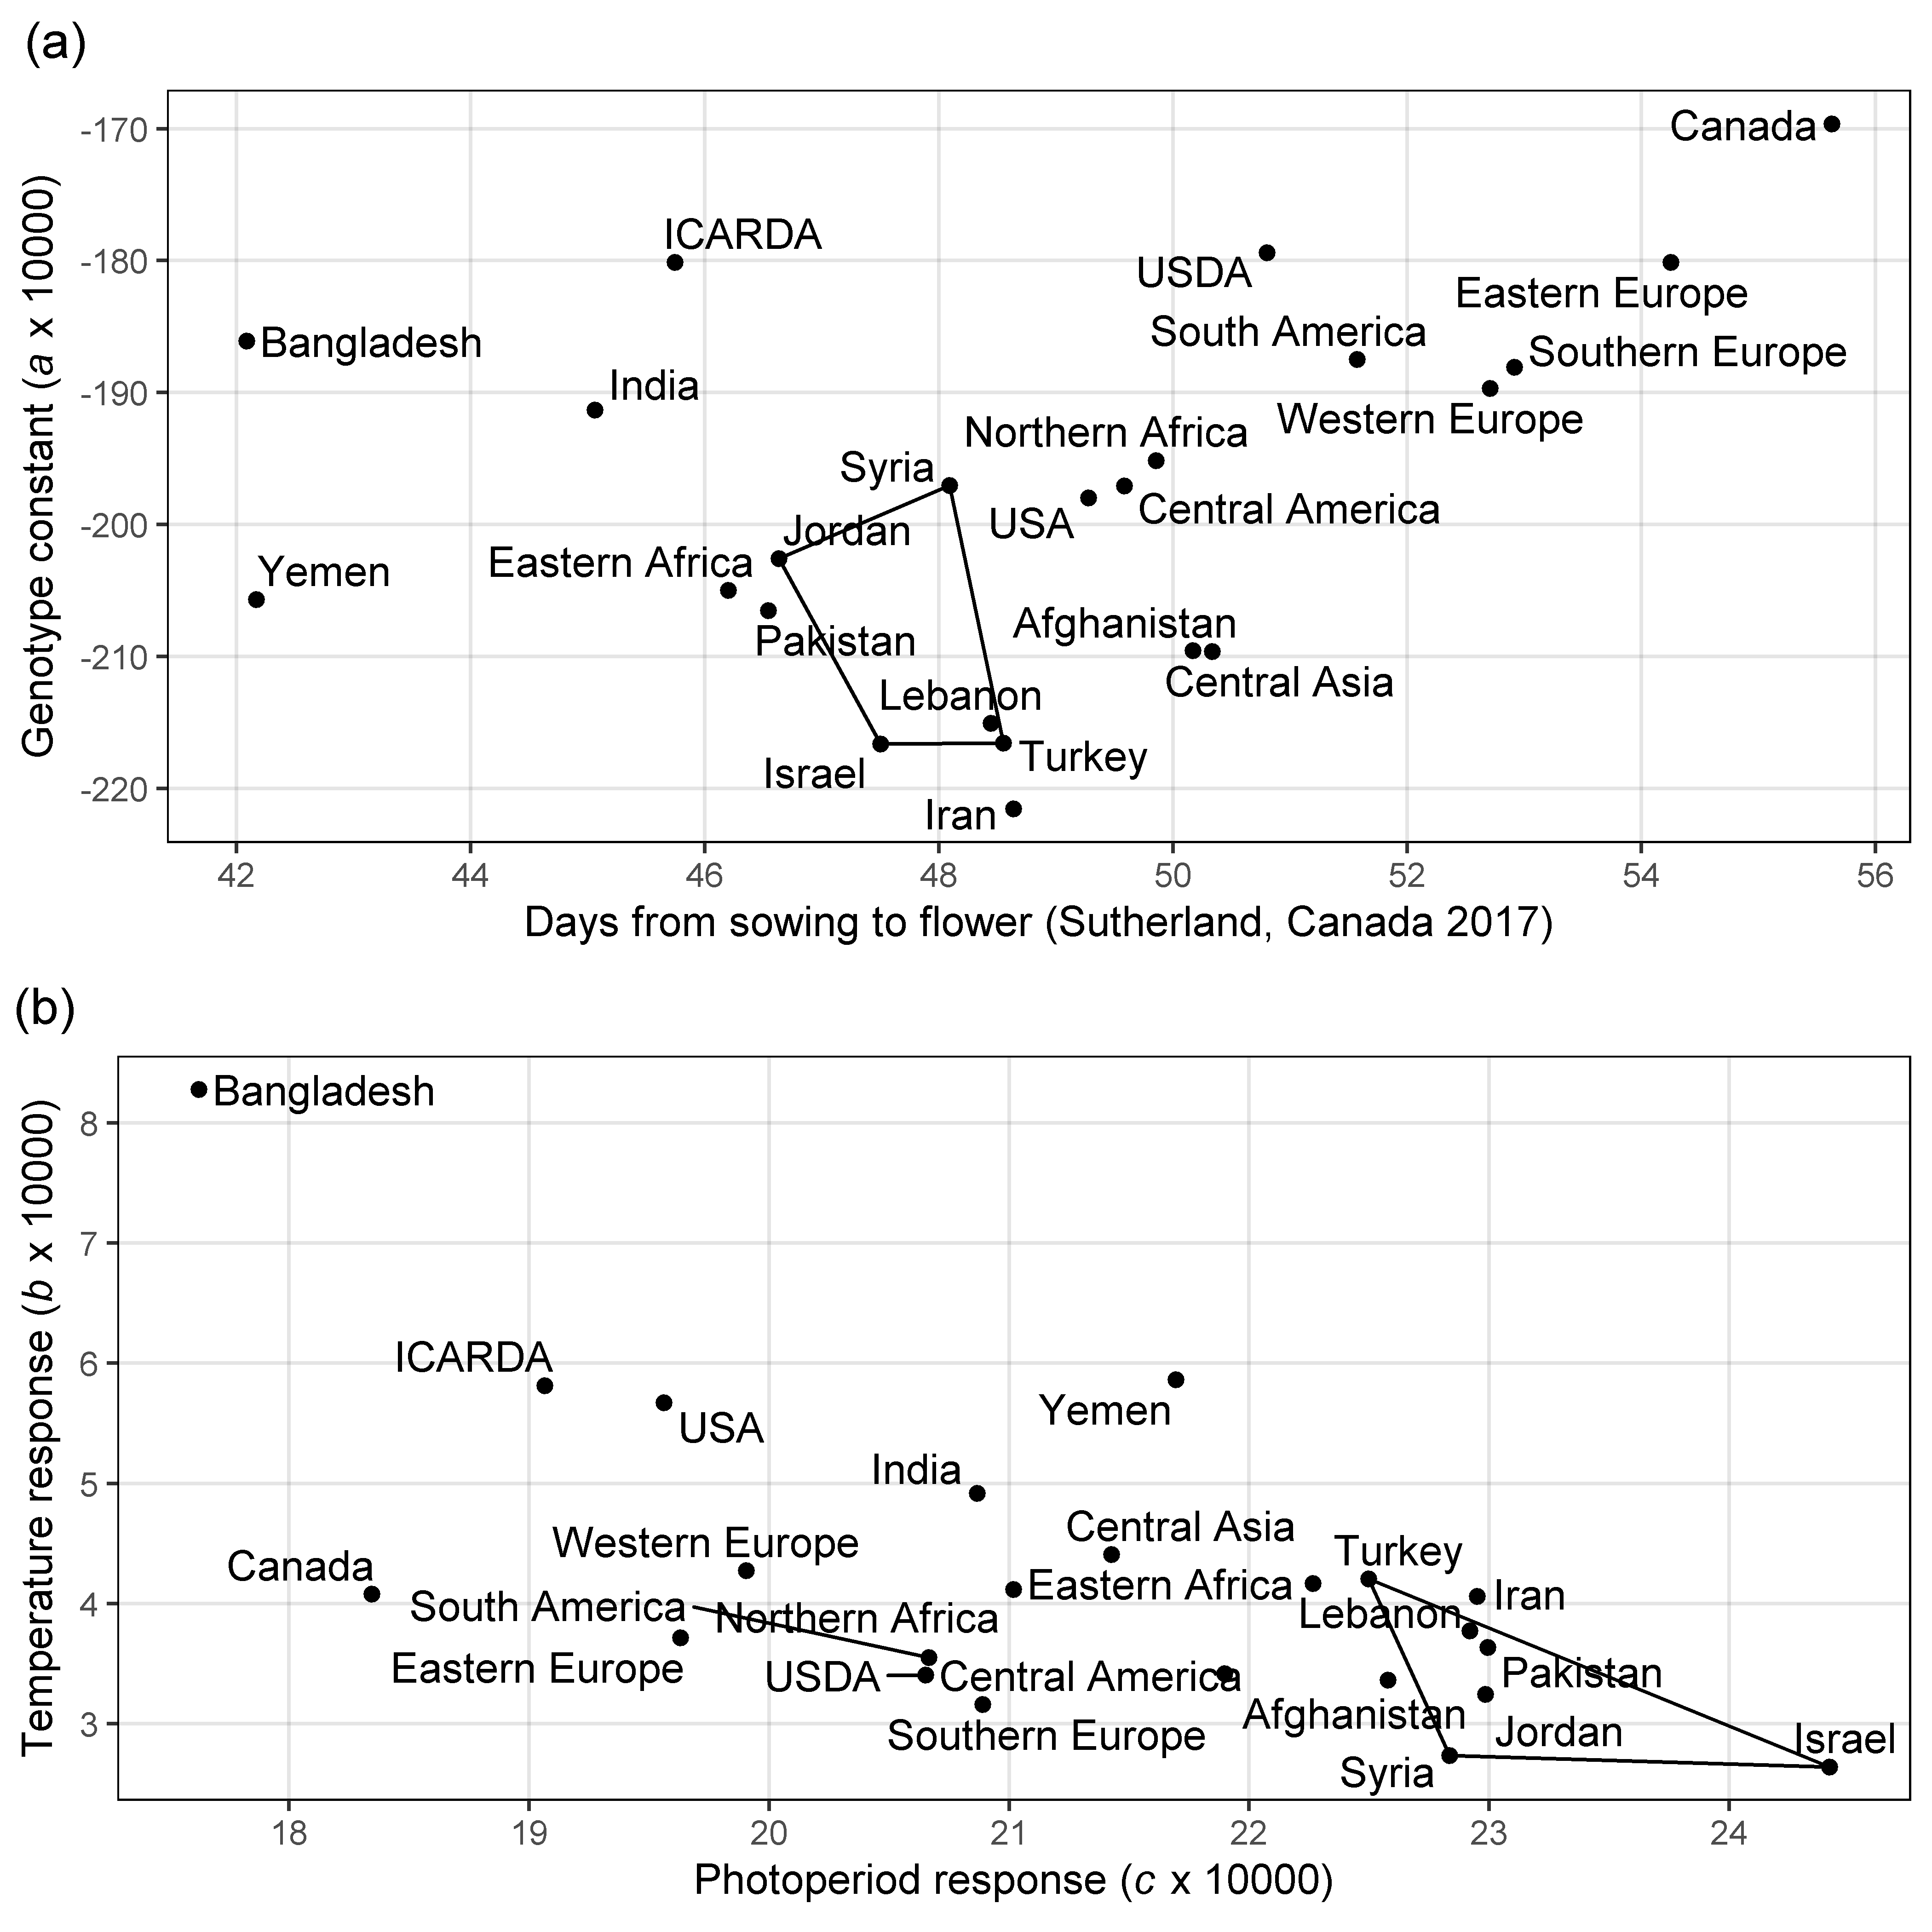 (a)
Genotype constant (a x 10000)
-170
-180
-190
-200
-210
-220
Canada
ICARDA
USDA
Eastern Europe
South America
Bangladesh
Southern Europe
India
Western Europe
Northern Africa
Syria
Central America
USA
Jordan
Eastern Africa
Yemen
Afghanistan
Pakistan
Central Asia
Lebanon
Turkey
Israel
Iran
42 44 46 48 50 52 54 56
Days from sowing to flower (Sutherland, Canada 2017)
(b)
Temperature response (b x 10000)
8
7
6
5
4
3
Bangladesh
ICARDA
Yemen
USA
India
Central Asia
Western Europe
Turkey
Canada
Eastern Africa
Iran
South America
Northern Africa
Lebanon
Eastern Europe
USDA
Central America
Pakistan
Afghanistan
Southern Europe
Jordan
Israel
Syria
18 19 20 21 22 23 24
Photoperiod response (c x 10000)